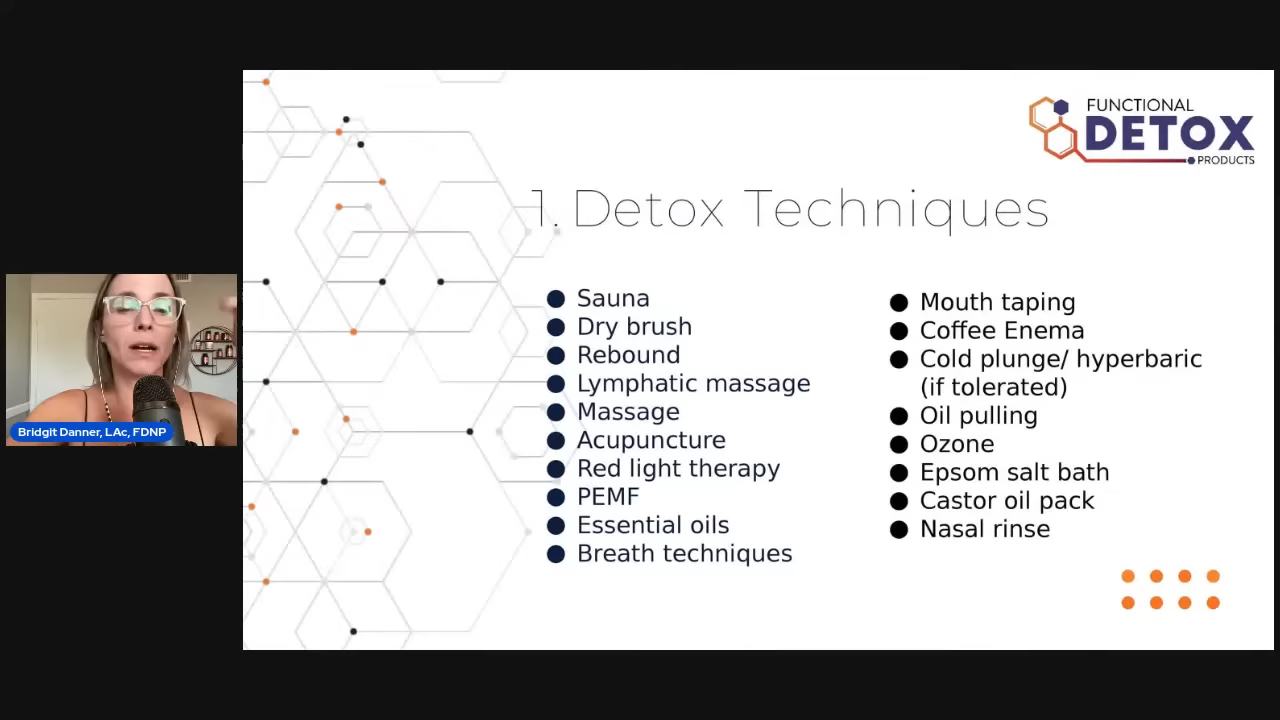 FUNCTIONAL
DETOX
PRODUCTS
1. Detox Techniques
● Sauna
● Dry brush
● Rebound
● Lymphatic massage
● Massage
● Acupuncture
● Red light therapy
● PEMF
● Essential oils
● Breath techniques
● Mouth taping
● Coffee Enema
● Cold plunge/ hyperbaric
(if tolerated)
● Oil pulling
● Ozone
● Epsom salt bath
● Castor oil pack
● Nasal rinse
Bridgit Danner, LAc, FDNP